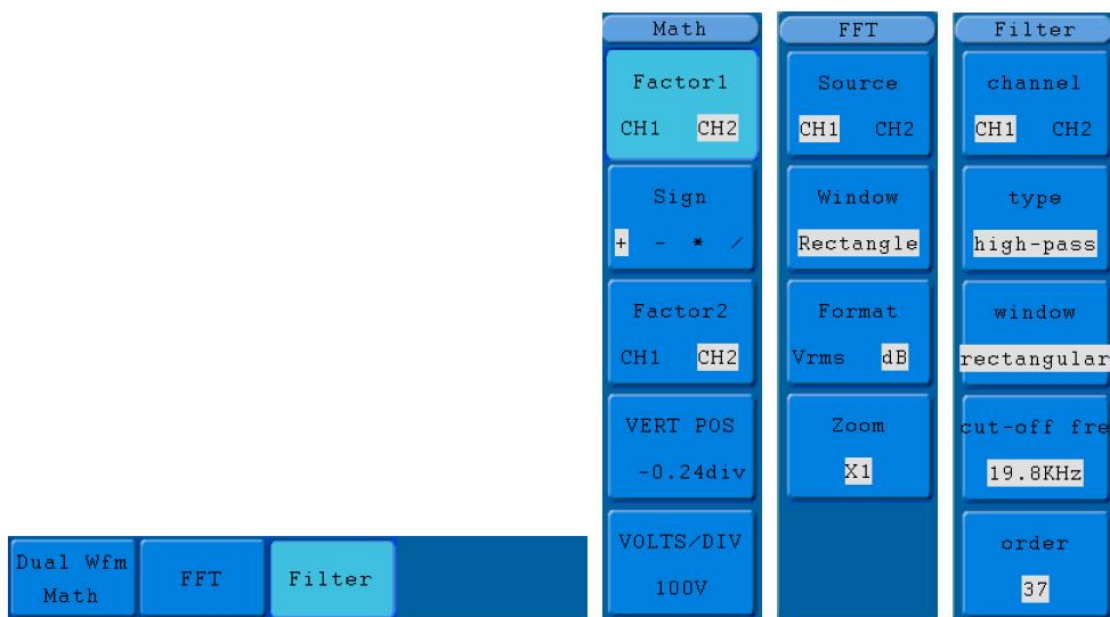 Math
Factor1
CH1 CH2
Sign
+ - * /
Factor2
CH1 CH2
VERT POS
-0.24div
VOLTS/DIV
100V
FFT
Source
CH1 CH2
Window
Rectangle
Format
Vrms dB
Zoom
X1
Filter
channel
CH1 CH2
type
high-pass
window
rectangular
cut-off fre
19.8KHz
order
37
Dual Wfm
Math
FFT
Filter